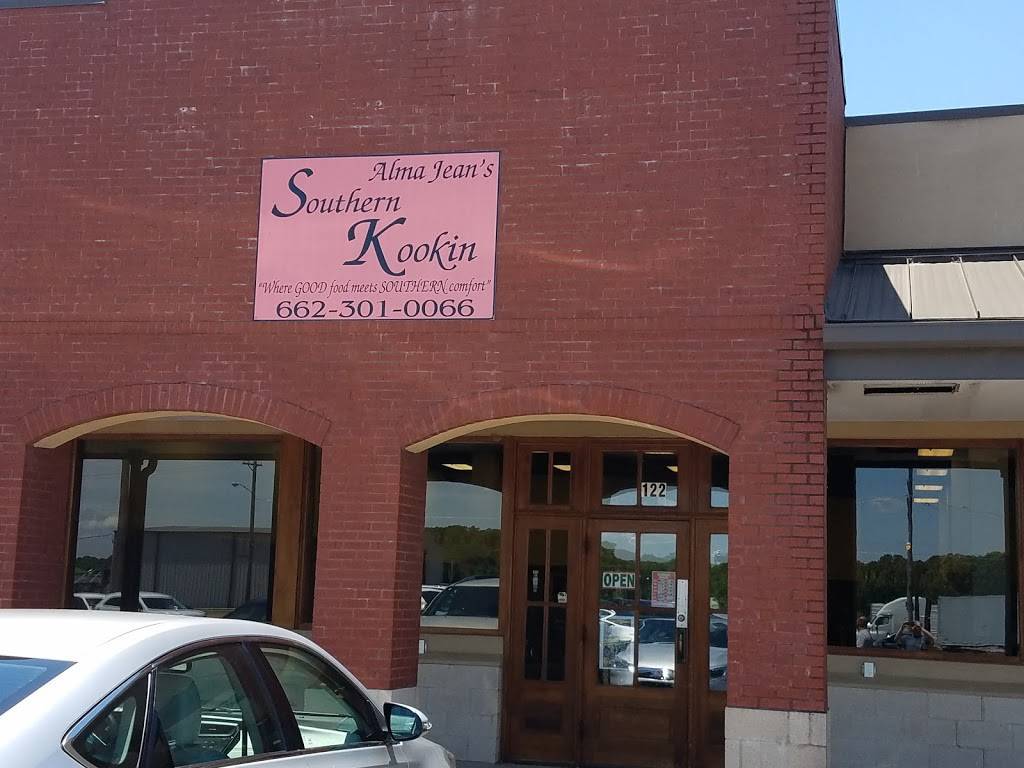 Alma Jean's
Southern
Kookin
"Where GOOD food meets SOUTHERN comfort"
662-301-0066
122
OPEN